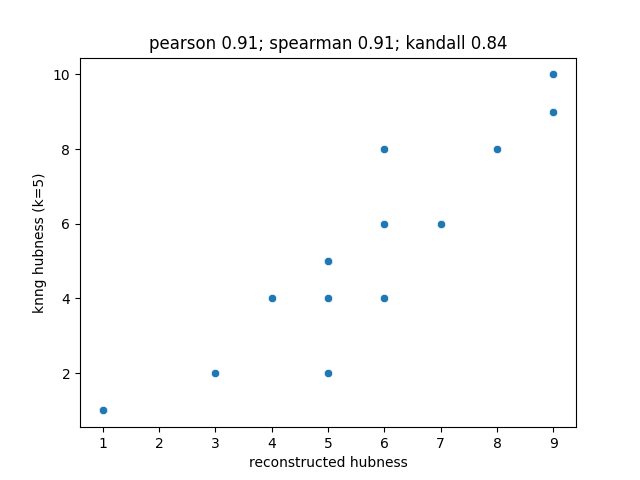 pearson 0.91; spearman 0.91; kandall 0.84
10
8
6
4
2
knng hubness (k=5)
1 2 3 4 5 6 7 8 9
reconstructed hubness